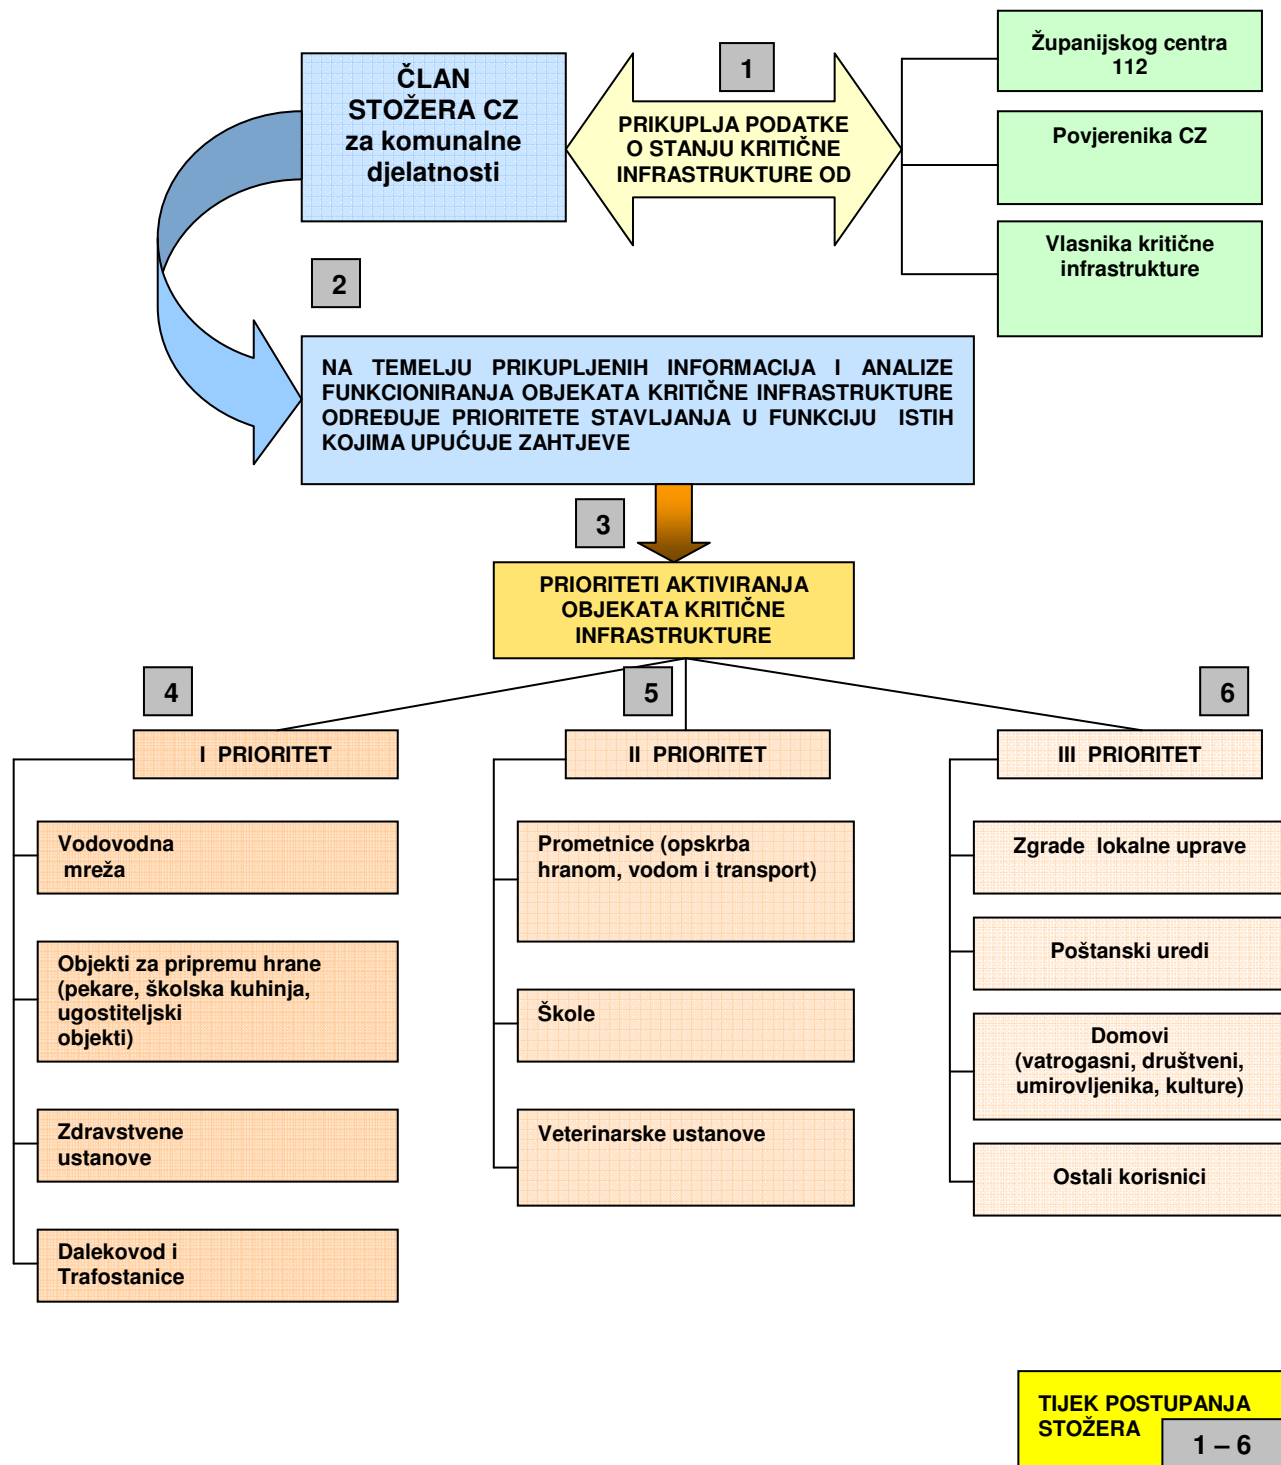 ČLAN
STOŽERA CZ
za komunalne
djelatnosti
1
PRIKUPLJA PODATKE
O STANJU KRITIČNE
INFRASTRUKTURE OD
Županijskog centra
112
Povjerenika CZ
Vlasnika kritične
infrastrukture
2
NA TEMELJU PRIKUPLJENIH INFORMACIJA I ANALIZE
FUNKCIONIRANJA OBJEKATA KRITIČNE INFRASTRUKTURE
ODREĐUJE PRIORITETE STAVLJANJA U FUNKCIJU ISTIH
KOJIMA UPUĆUJE ZAHTJEVE
3
PRIORITETI AKTIVIRANJA
OBJEKATA KRITIČNE
INFRASTRUKTURE
4
I PRIORITET
Vodovodna
mreža
Objekti za pripremu hrane
(pekare, školska kuhinja,
ugostiteljski
objekti)
Zdravstvene
ustanove
Dalekovod i
Trafostanice
5
II PRIORITET
Prometnice (opskrba
hranom, vodom i transport)
Škole
Veterinarske ustanove
6
III PRIORITET
Zgrade lokalne uprave
Poštanski uredi
Domovi
(vatrogasni, društveni,
umirovljenika, kulture)
Ostali korisnici
TIJEK POSTUPANJA
STOŽERA
1 – 6